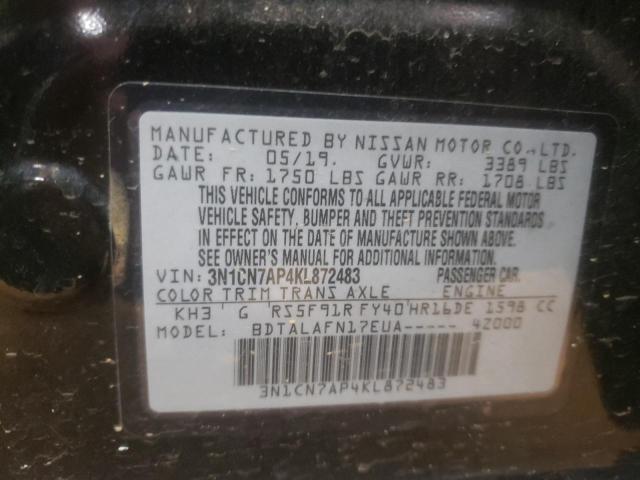 MANUFACTURED BY NISSAN MOTOR CO., LTD.
DATE: 05/19. GVWR: 3389 LBS
GAWR FR: 1750 LBS GAWR RR: 1708 LBS
THIS VEHICLE CONFORMS TO ALL APPLICABLE FEDERAL MOTOR
VEHICLE SAFETY, BUMPER AND THEFT PREVENTION STANDARDS
IN EFFECT ON THE DATE OF MANUFACTURE SHOWN ABOVE.
SEE OWNER'S MANUAL FOR ADDITIONAL INFORMATION.
VIN: 3N1CN7AP4KL872483 PASSENGER CAR.
COLOR TRIM TRANS AXLE ENGINE
KH3 G RS5F91R FY40 HR16DE 1598 CC
MODEL: BDTALAFN17EUA----- 42000
3N1CN7AP4KL872483